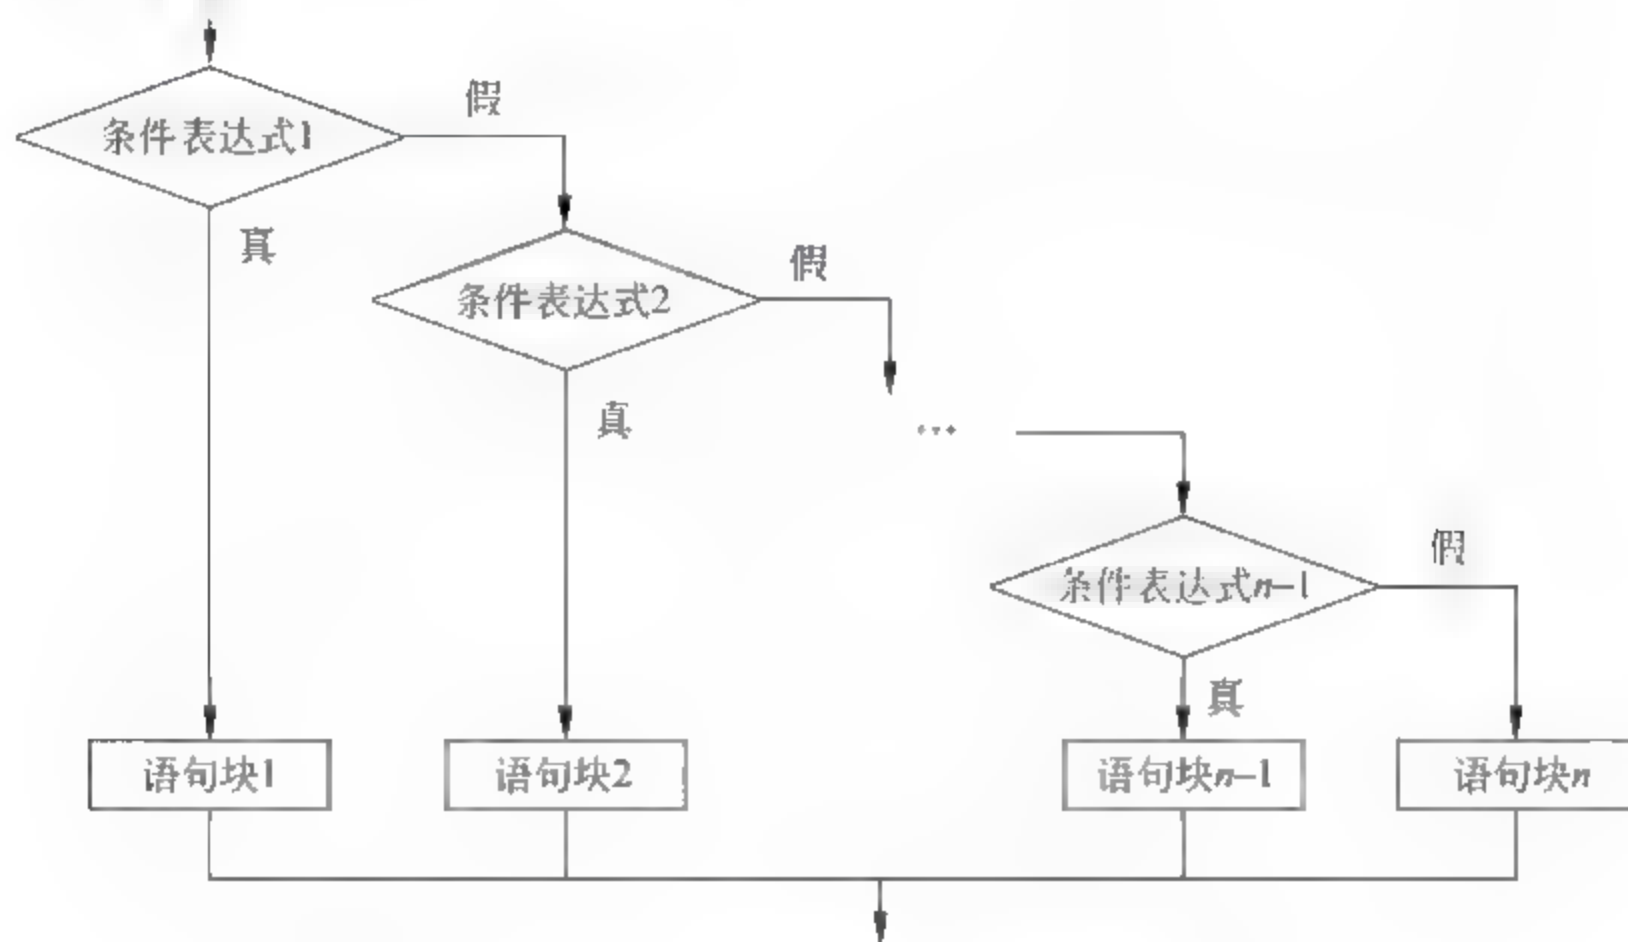 假
条件表达式1
真
假
条件表达式2
真
…
假
条件表达式n-1
真
语句块1
语句块2
语句块n-1
语句块n